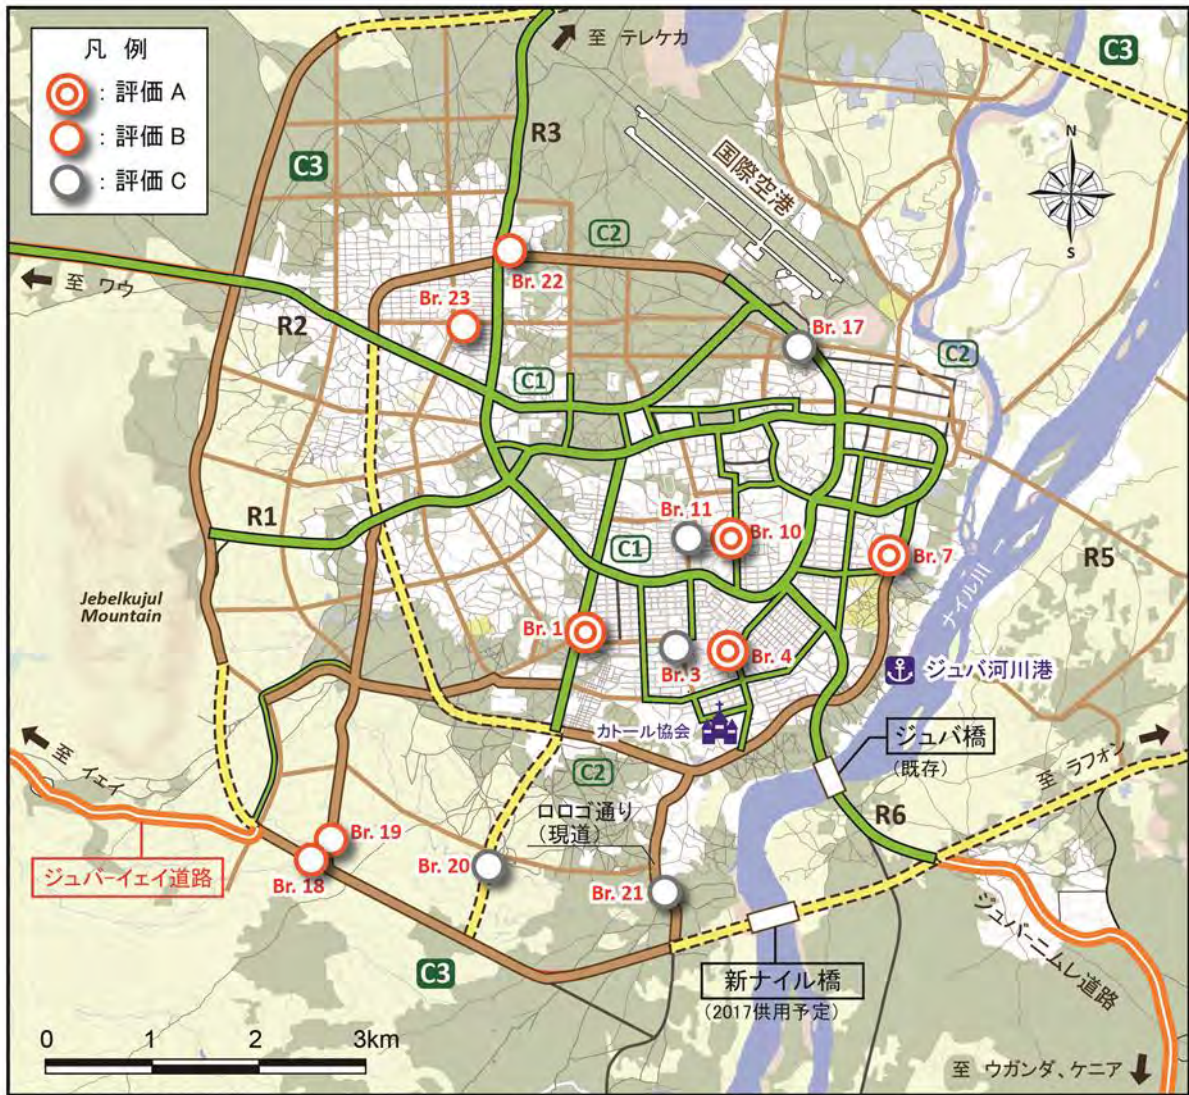 凡 例
: 評価 A
: 評価 B
: 評価 C
至 テレケカ
C3
N
S
R3
C3
国際空港
C2
至 ワウ
Br. 22
Br. 23
R2
Br. 17
C2
C1
R1
Br. 11
Br. 10
C1
Br. 7
R5
ナイル川
Jebelkujul
Mountain
Br. 1
Br. 3
Br. 4
ジュバ河川港
カトール協会
ジュバ橋
(既存)
至 ラフォン
至 イェイ
C2
ロロゴ通り
(現道)
R6
ジュバ-イェイ道路
Br. 19
Br. 18
Br. 20
Br. 21
ジュバ-ニムレ道路
C3
新ナイル橋
(2017供用予定)
0 1 2 3km
至 ウガンダ、ケニア